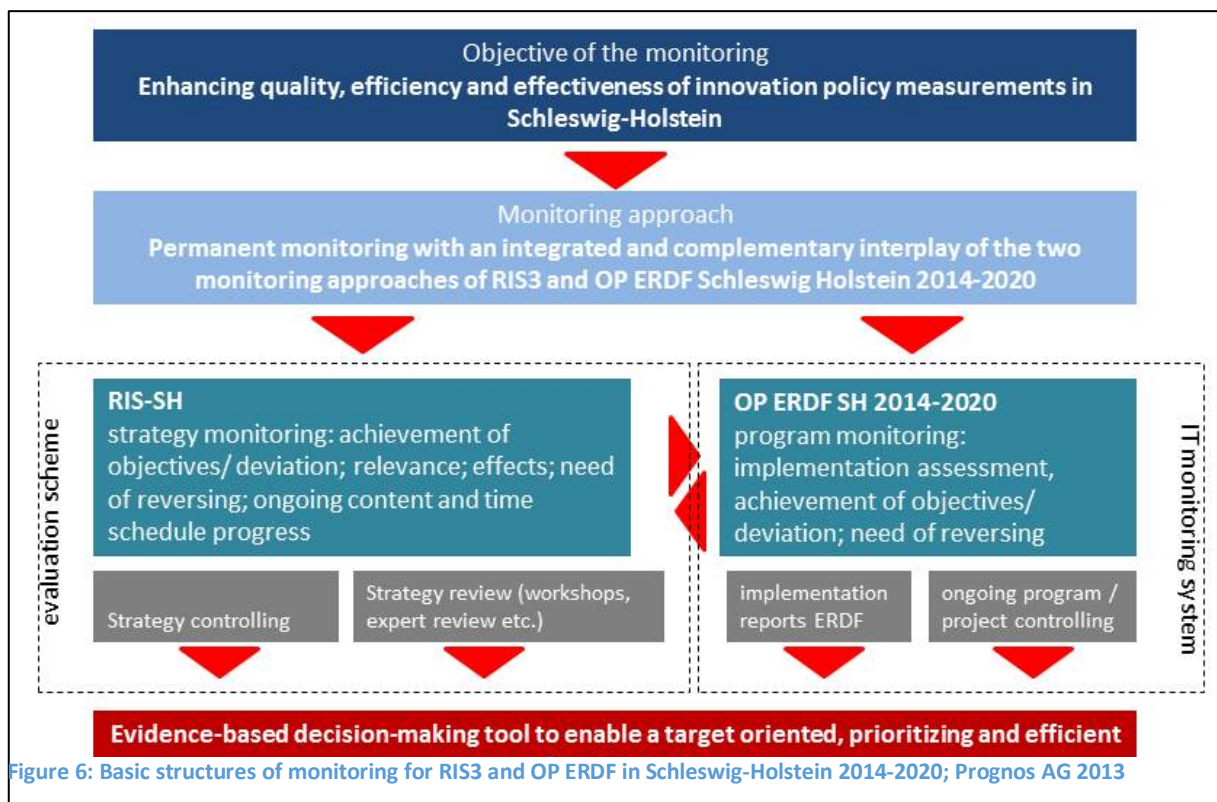 Objective of the monitoring
Enhancing quality, efficiency and effectiveness of innovation policy measurements in
Schleswig-Holstein
Monitoring approach
Permanent monitoring with an integrated and complementary interplay of the two
monitoring approaches of RIS3 and OP ERDF Schleswig Holstein 2014-2020
evaluation scheme
RIS-SH
strategy monitoring: achievement of
objectives/ deviation; relevance; effects; need
of reversing; ongoing content and time
schedule progress
Strategy controlling
Strategy review (workshops,
expert review etc.)
OP ERDF SH 2014-2020
program monitoring:
implementation assessment,
achievement of objectives/
deviation; need of reversing
implementation
reports ERDF
ongoing program /
project controlling
IT monitoring
system
Evidence-based decision-making tool to enable a target oriented, prioritizing and efficient
Figure 6: Basic structures of monitoring for RIS3 and OP ERDF in Schleswig-Holstein 2014-2020; Prognos AG 2013